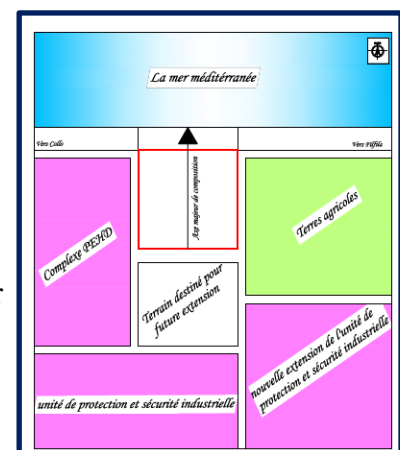 La mer méditérranée
Vers Collo
Vers Filfila
Axe majeur de composition
Complexe PEHD
Terres agricoles
Terrain destiné pour
future extension
nouvelle extension de l'unité de
protection et sécurité industrielle
unité de protection et sécurité industrielle